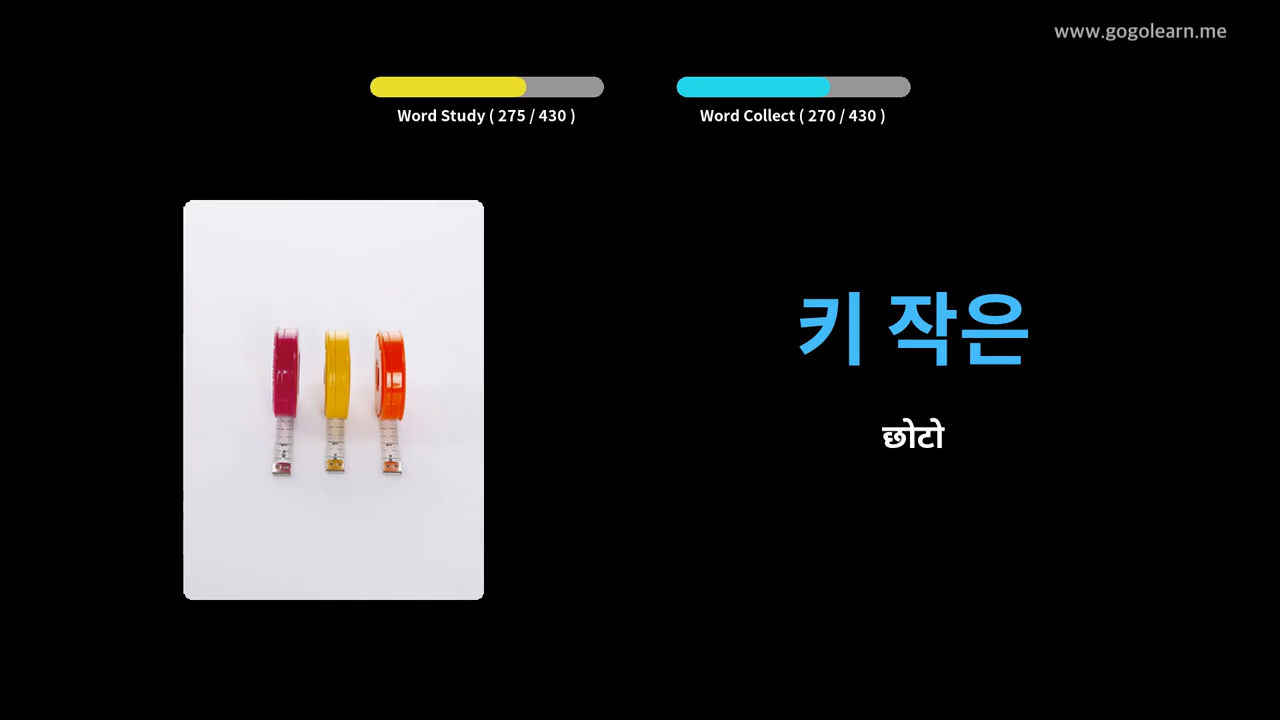 www.gogolearn.me
Word Study ( 275 / 430 )
Word Collect ( 270 / 430 )
키 작은
छोटो